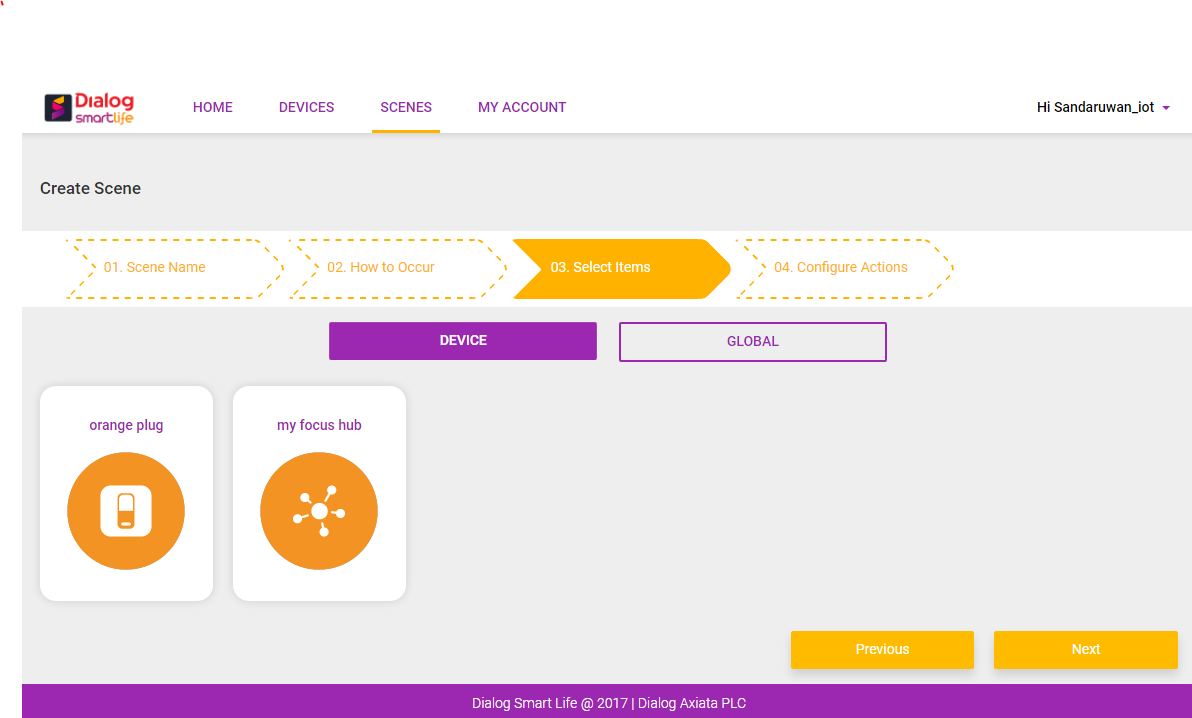 Dialog
smartlife
HOME DEVICES SCENES MY ACCOUNT Hi Sandaruwan_iot
Create Scene
01. Scene Name 02. How to Occur 03. Select Items 04. Configure Actions
DEVICE GLOBAL
orange plug my focus hub
Previous Next
Dialog Smart Life @ 2017 | Dialog Axiata PLC